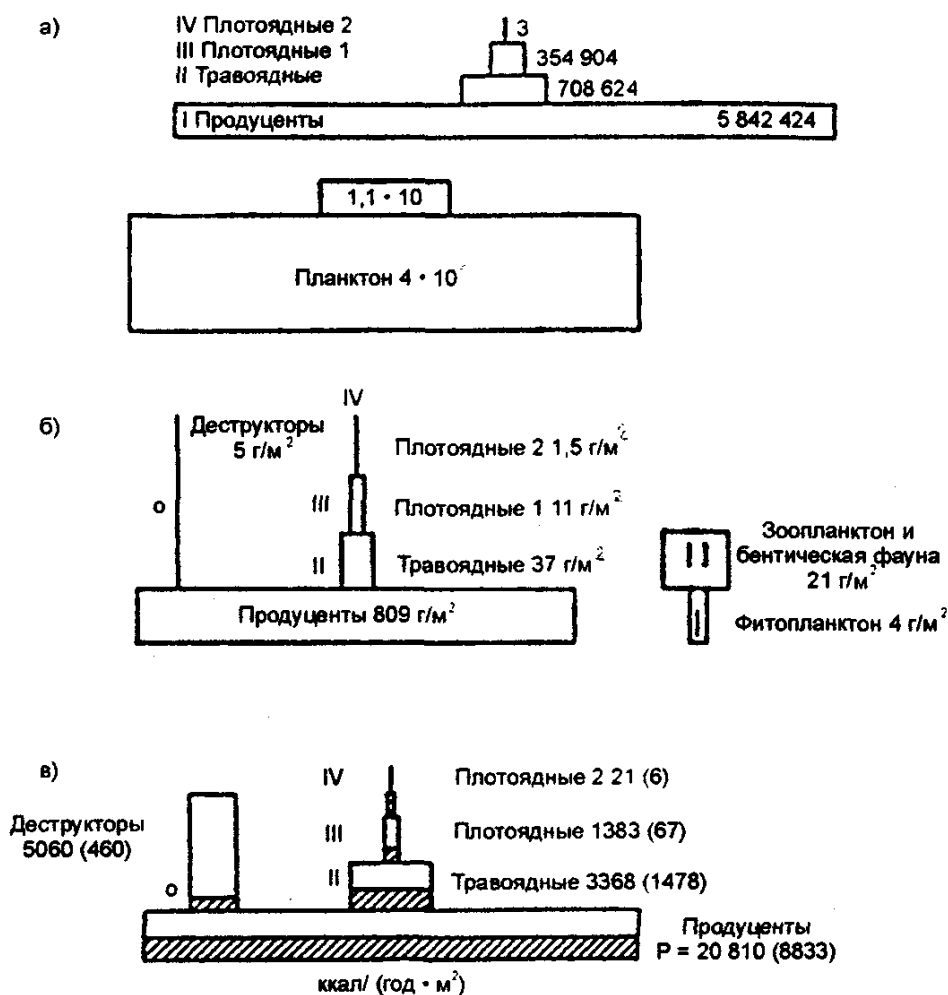 а)
IV Плотоядные 2
III Плотоядные 1
II Травоядные
3
354 904
708 624
I Продуценты 5 842 424
1,1 • 10
Планктон 4 • 10
б)
IV
Деструкторы
5 г/м²
Плотоядные 2 1,5 г/м²
о
III
Плотоядные 1 11 г/м²
II
Травоядные 37 г/м²
Продуценты 809 г/м²
II
Зоопланктон и
бентическая фауна
21 г/м²
I
Фитопланктон 4 г/м²
в)
IV
Плотоядные 2 21 (6)
Деструкторы
5060 (460)
III
Плотоядные 1383 (67)
о
II
Травоядные 3368 (1478)
Продуценты
P = 20 810 (8833)
ккал/ (год • м²)